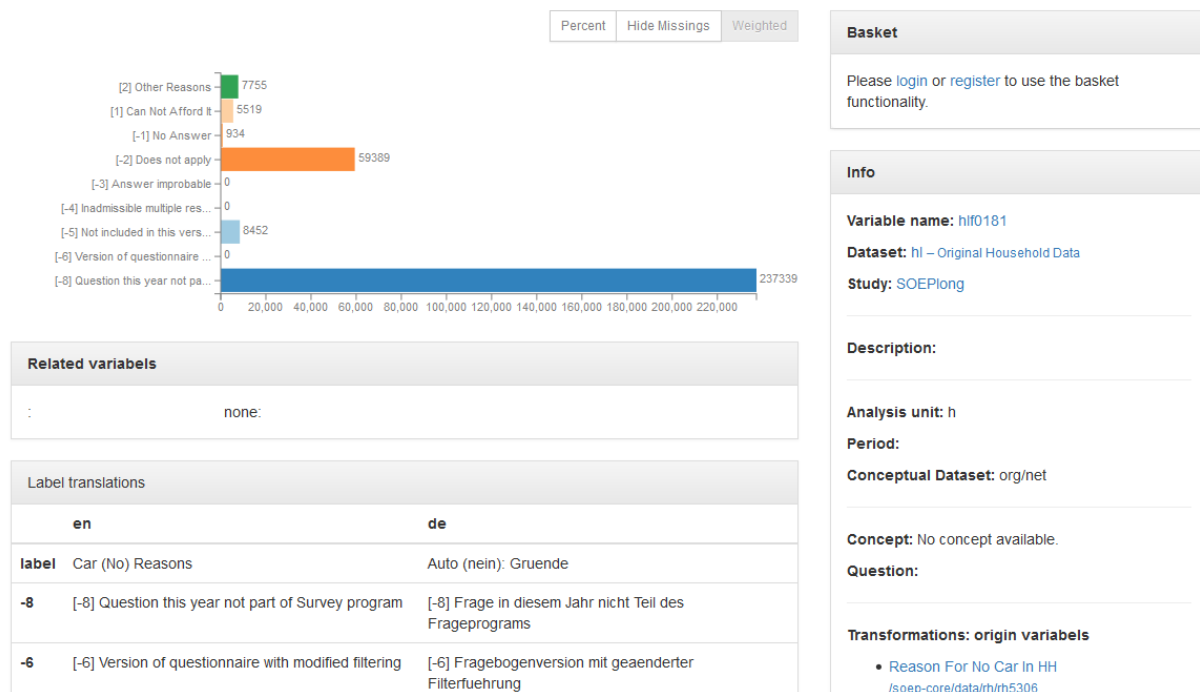 Percent Hide Missings Weighted
[2] Other Reasons 7755
[1] Can Not Afford It 5519
[-1] No Answer 934
[-2] Does not apply 59389
[-3] Answer improbable 0
[-4] Inadmissible multiple res... 0
[-5] Not included in this vers... 8452
[-6] Version of questionnaire ... 0
[-8] Question this year not pa... 237339
0 20,000 40,000 60,000 80,000 100,000 120,000 140,000 160,000 180,000 200,000 220,000
Related variabels
: none:
Label translations
en de
label Car (No) Reasons Auto (nein): Gruende
-8 [-8] Question this year not part of Survey program [-8] Frage in diesem Jahr nicht Teil des
Frageprograms
-6 [-6] Version of questionnaire with modified filtering [-6] Fragebogenversion mit geaenderter
Filterfuehrung
Basket
Please login or register to use the basket
functionality.
Info
Variable name: hlf0181
Dataset: hl – Original Household Data
Study: SOEPlong
Description:
Analysis unit: h
Period:
Conceptual Dataset: org/net
Concept: No concept available.
Question:
Transformations: origin variabels
• Reason For No Car In HH
/soep-core/data/rh/rh5306